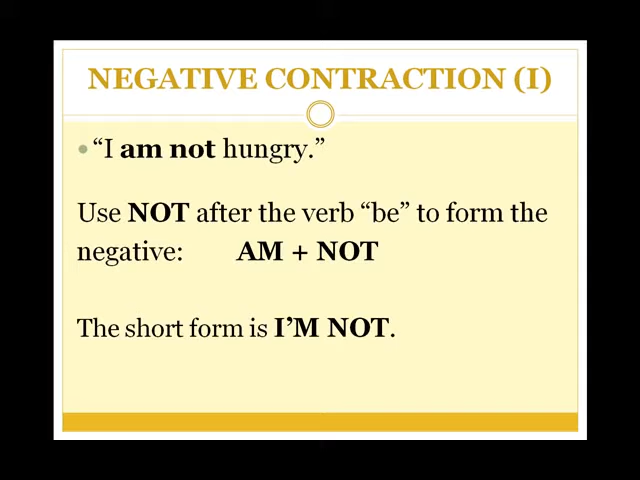 NEGATIVE CONTRACTION (I)
• “I am not hungry.”
Use NOT after the verb “be” to form the
negative: AM + NOT
The short form is I’M NOT.